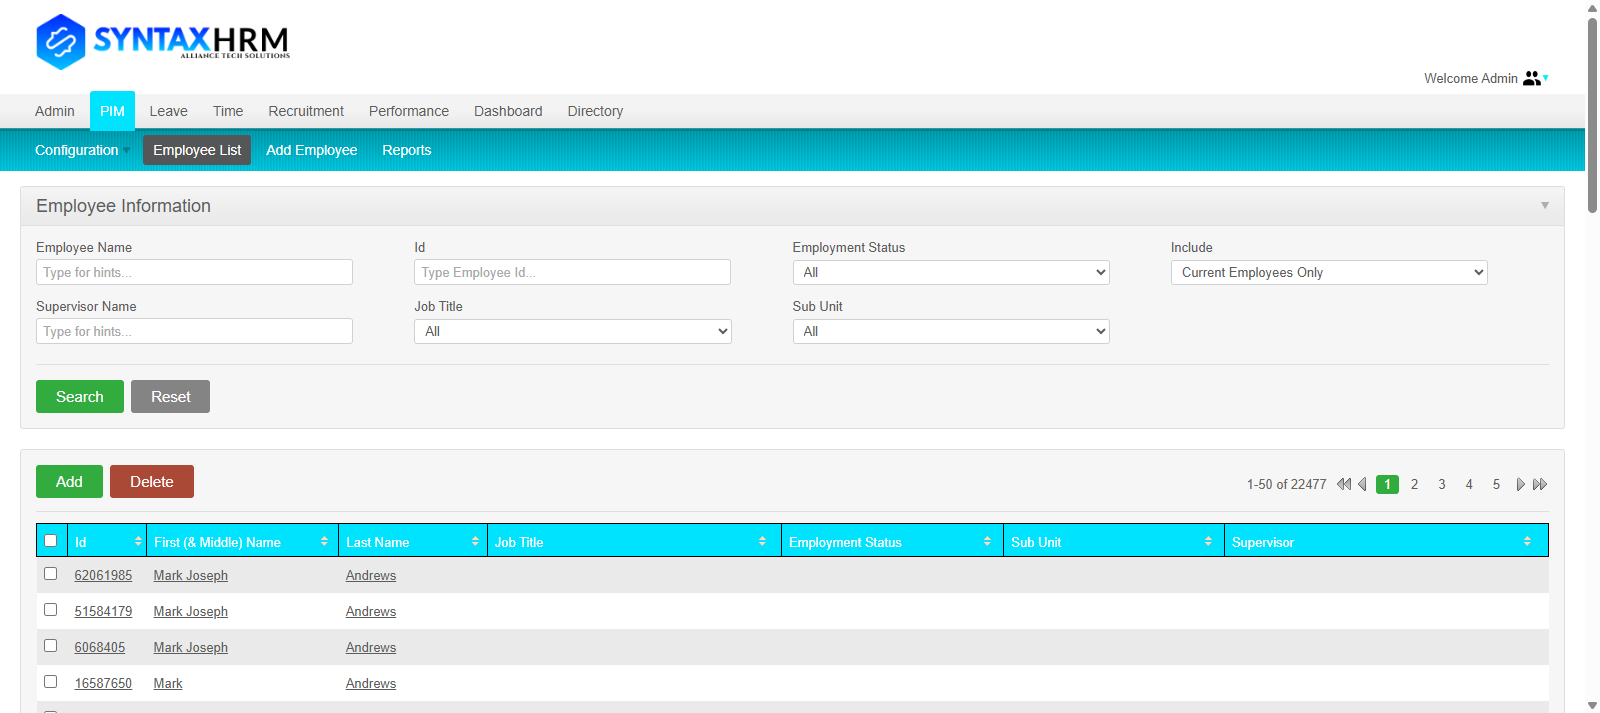 SYNTAXHRM
ALLIANCE TECH SOLUTIONS
Welcome Admin
Admin PIM Leave Time Recruitment Performance Dashboard Directory
Configuration Employee List Add Employee Reports
Employee Information
Employee Name Id Employment Status Include
Type for hints... Type Employee Id... All Current Employees Only
Supervisor Name Job Title Sub Unit
Type for hints... All All
Search Reset
Add Delete 1-50 of 22477 1 2 3 4 5
Id First (& Middle) Name Last Name Job Title Employment Status Sub Unit Supervisor
62061985 Mark Joseph Andrews
51584179 Mark Joseph Andrews
6068405 Mark Joseph Andrews
16587650 Mark Andrews